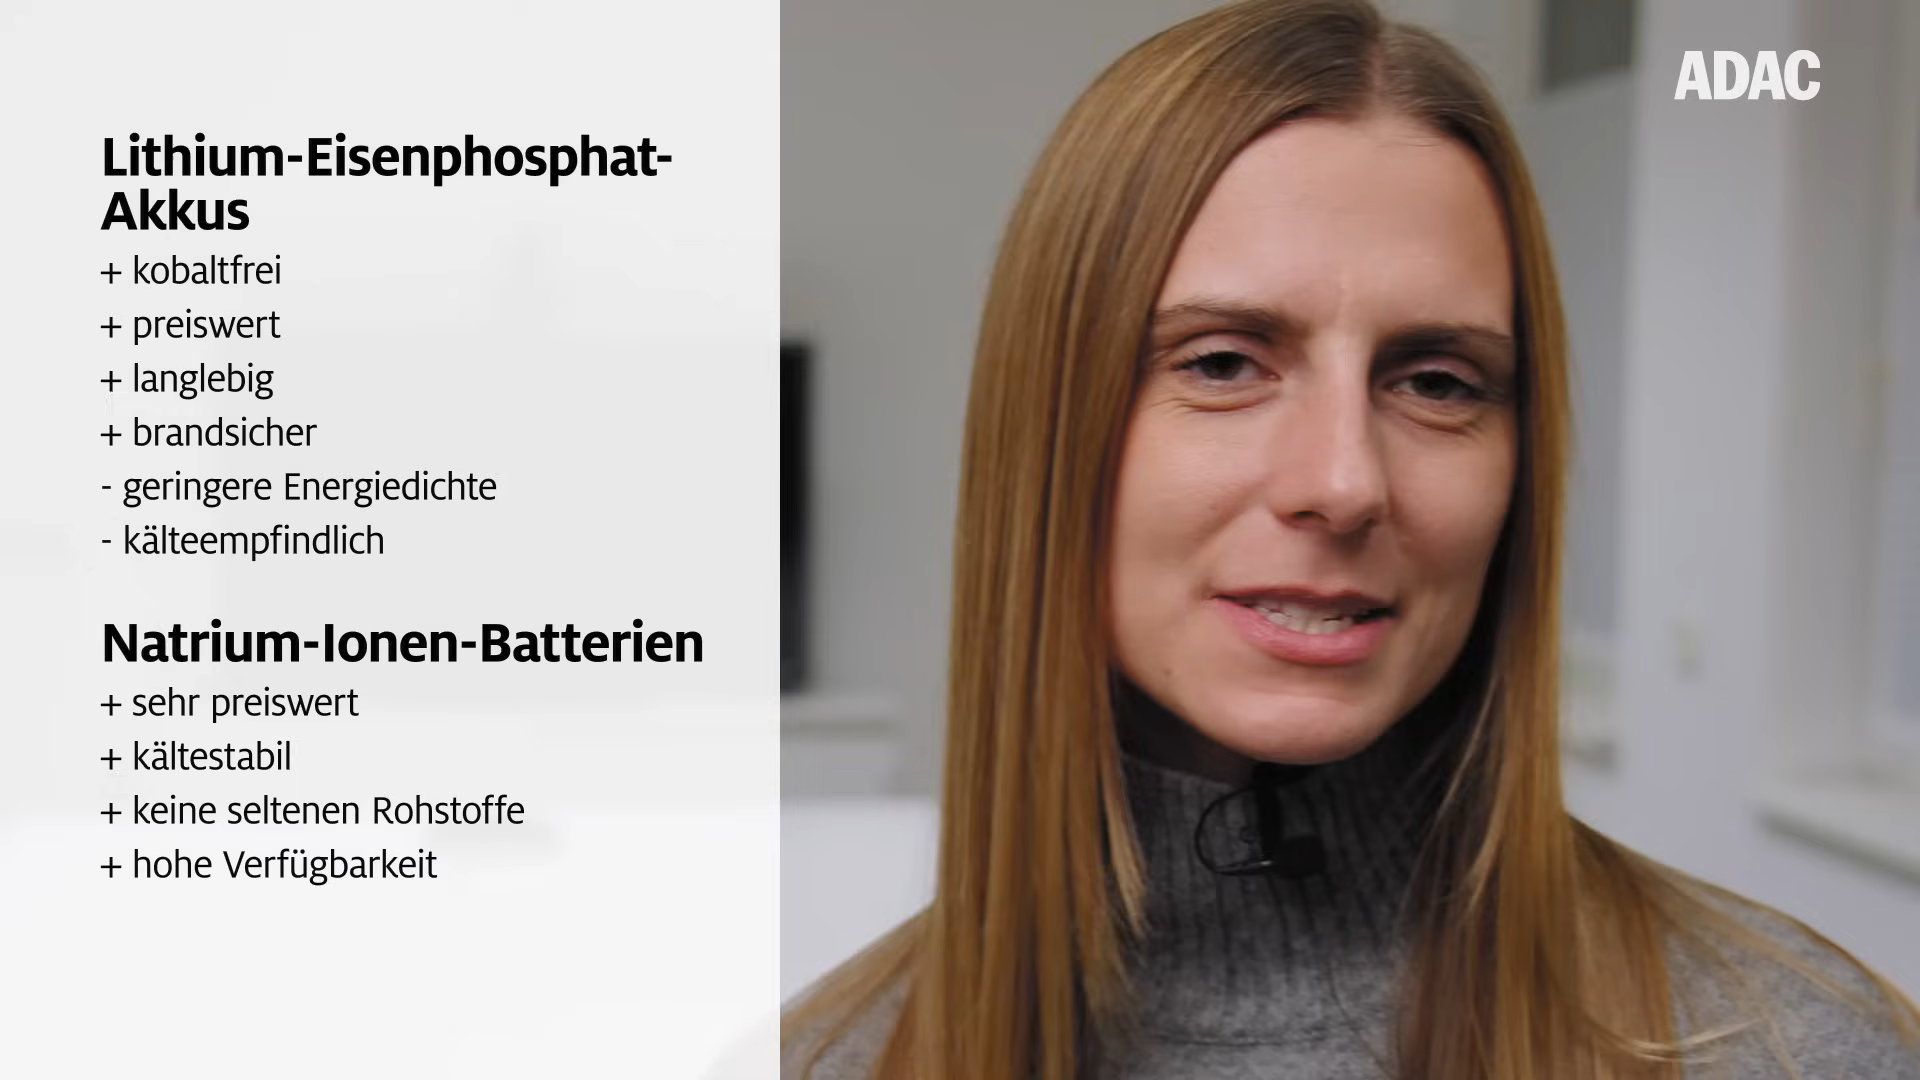 ADAC
Lithium-Eisenphosphat-
Akkus
+ kobaltfrei
+ preiswert
+ langlebig
+ brandsicher
- geringere Energiedichte
- kälteempfindlich
Natrium-Ionen-Batterien
+ sehr preiswert
+ kältestabil
+ keine seltenen Rohstoffe
+ hohe Verfügbarkeit